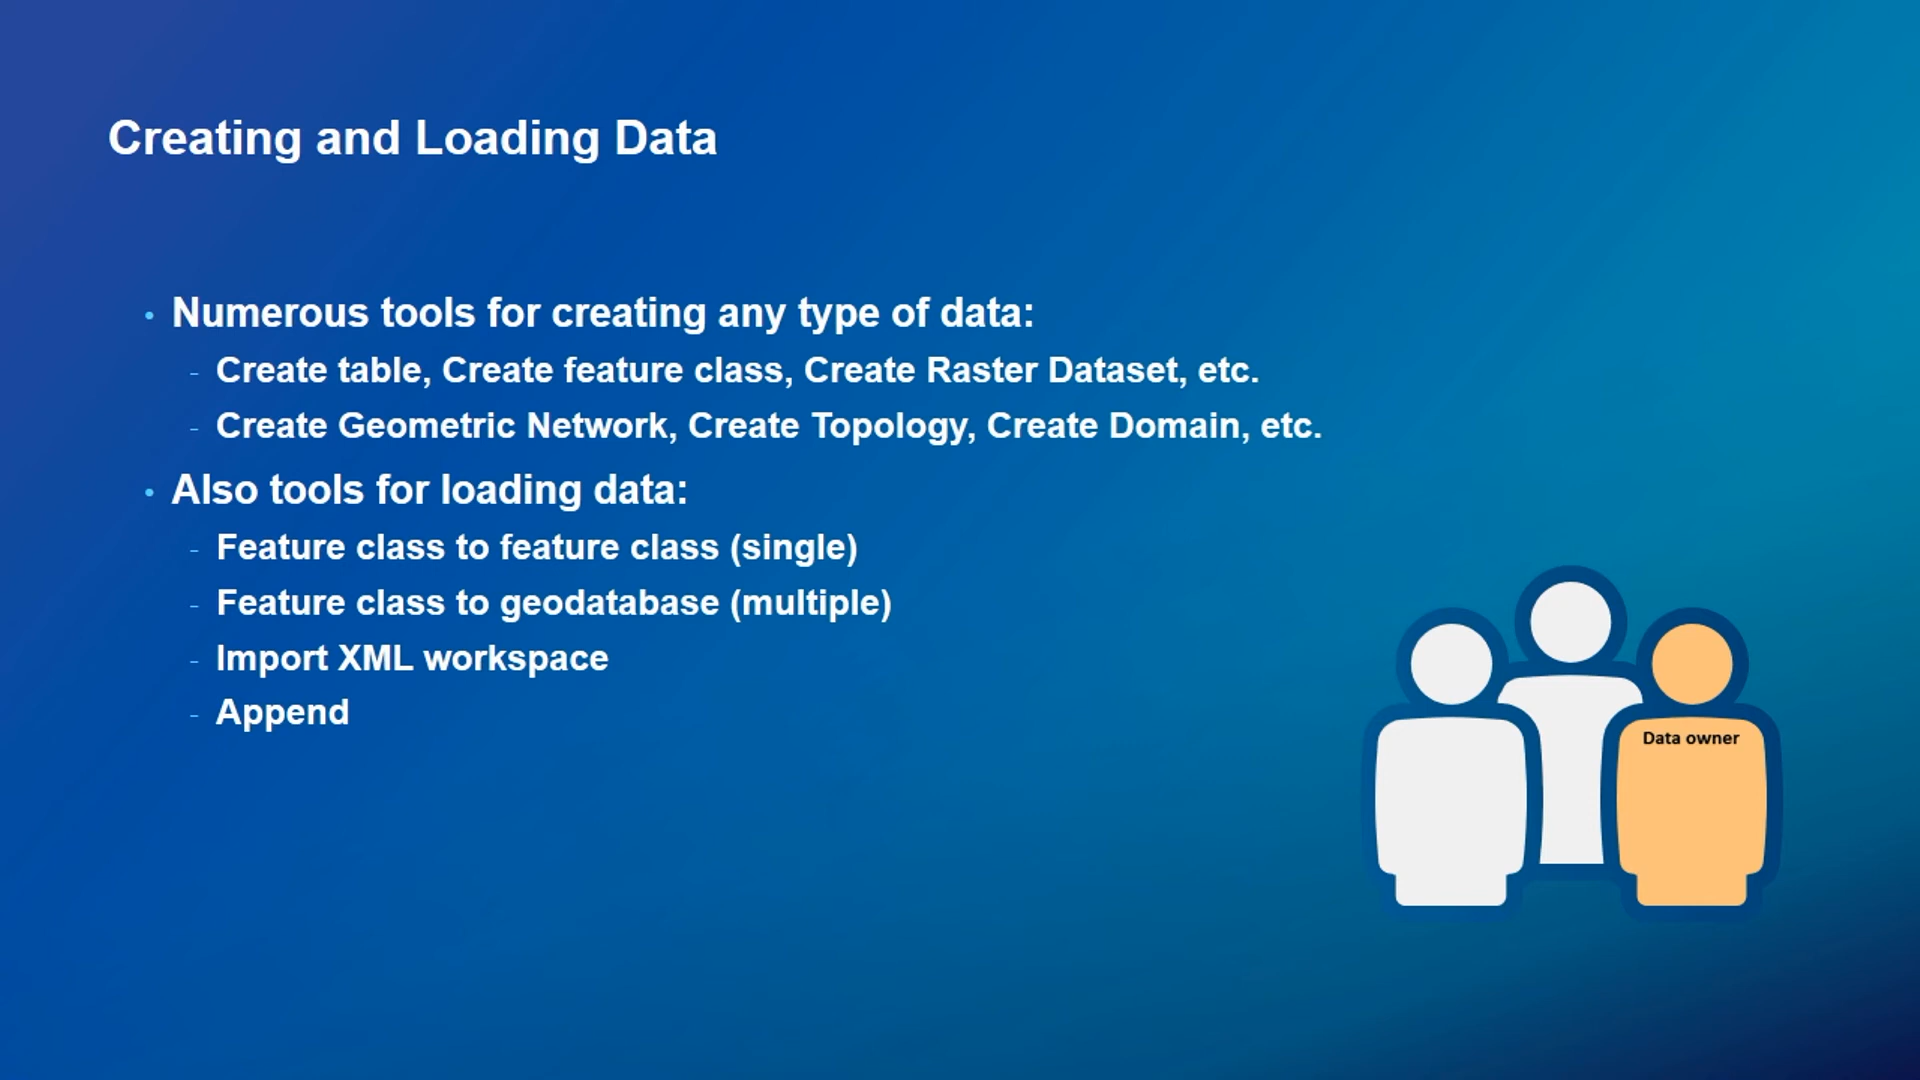 Creating and Loading Data
• Numerous tools for creating any type of data:
- Create table, Create feature class, Create Raster Dataset, etc.
- Create Geometric Network, Create Topology, Create Domain, etc.
• Also tools for loading data:
- Feature class to feature class (single)
- Feature class to geodatabase (multiple)
- Import XML workspace
- Append
Data owner